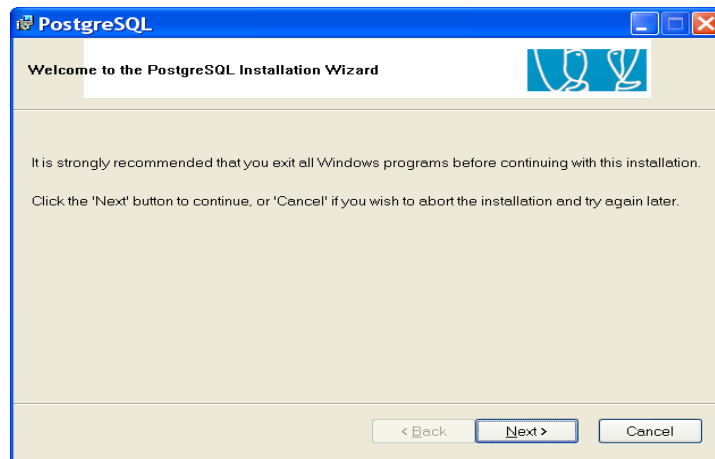 PostgreSQL
Welcome to the PostgreSQL Installation Wizard
It is strongly recommended that you exit all Windows programs before continuing with this installation.
Click the 'Next' button to continue, or 'Cancel' if you wish to abort the installation and try again later.
< Back Next > Cancel